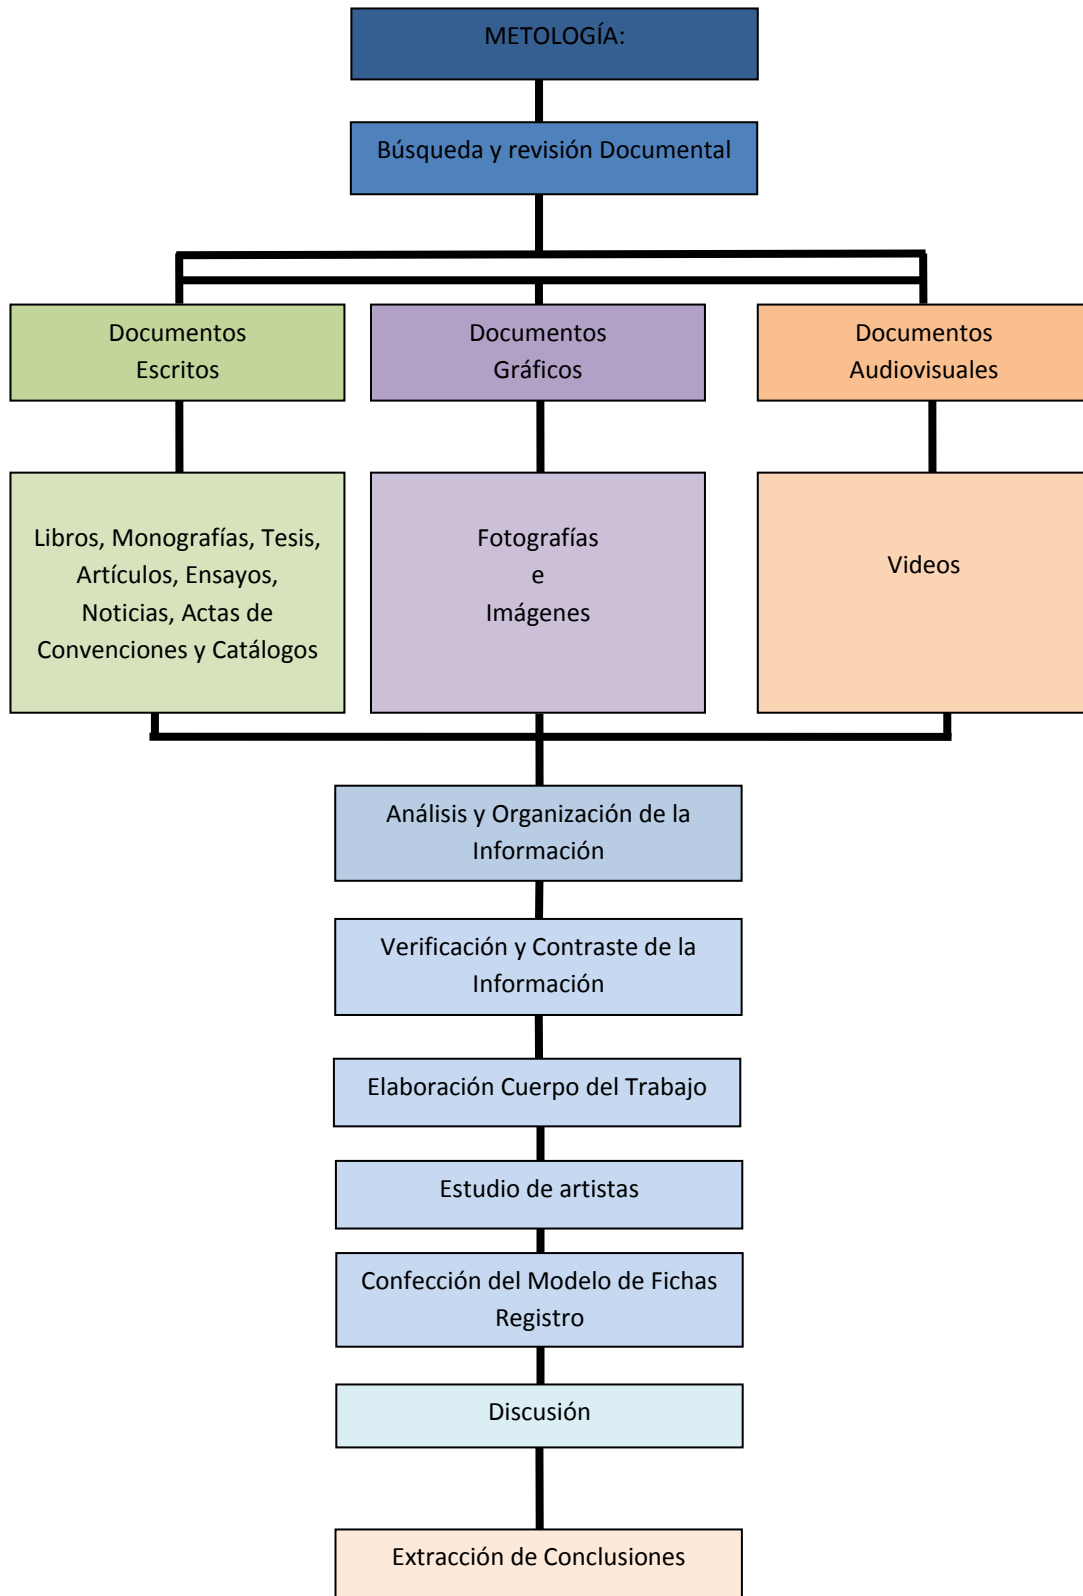 METOLOGÍA:
Búsqueda y revisión Documental
Documentos
Escritos
Documentos
Gráficos
Documentos
Audiovisuales
Libros, Monografías, Tesis,
Artículos, Ensayos,
Noticias, Actas de
Convenciones y Catálogos
Fotografías
e
Imágenes
Videos
Análisis y Organización de la
Información
Verificación y Contraste de la
Información
Elaboración Cuerpo del Trabajo
Estudio de artistas
Confección del Modelo de Fichas
Registro
Discusión
Extracción de Conclusiones